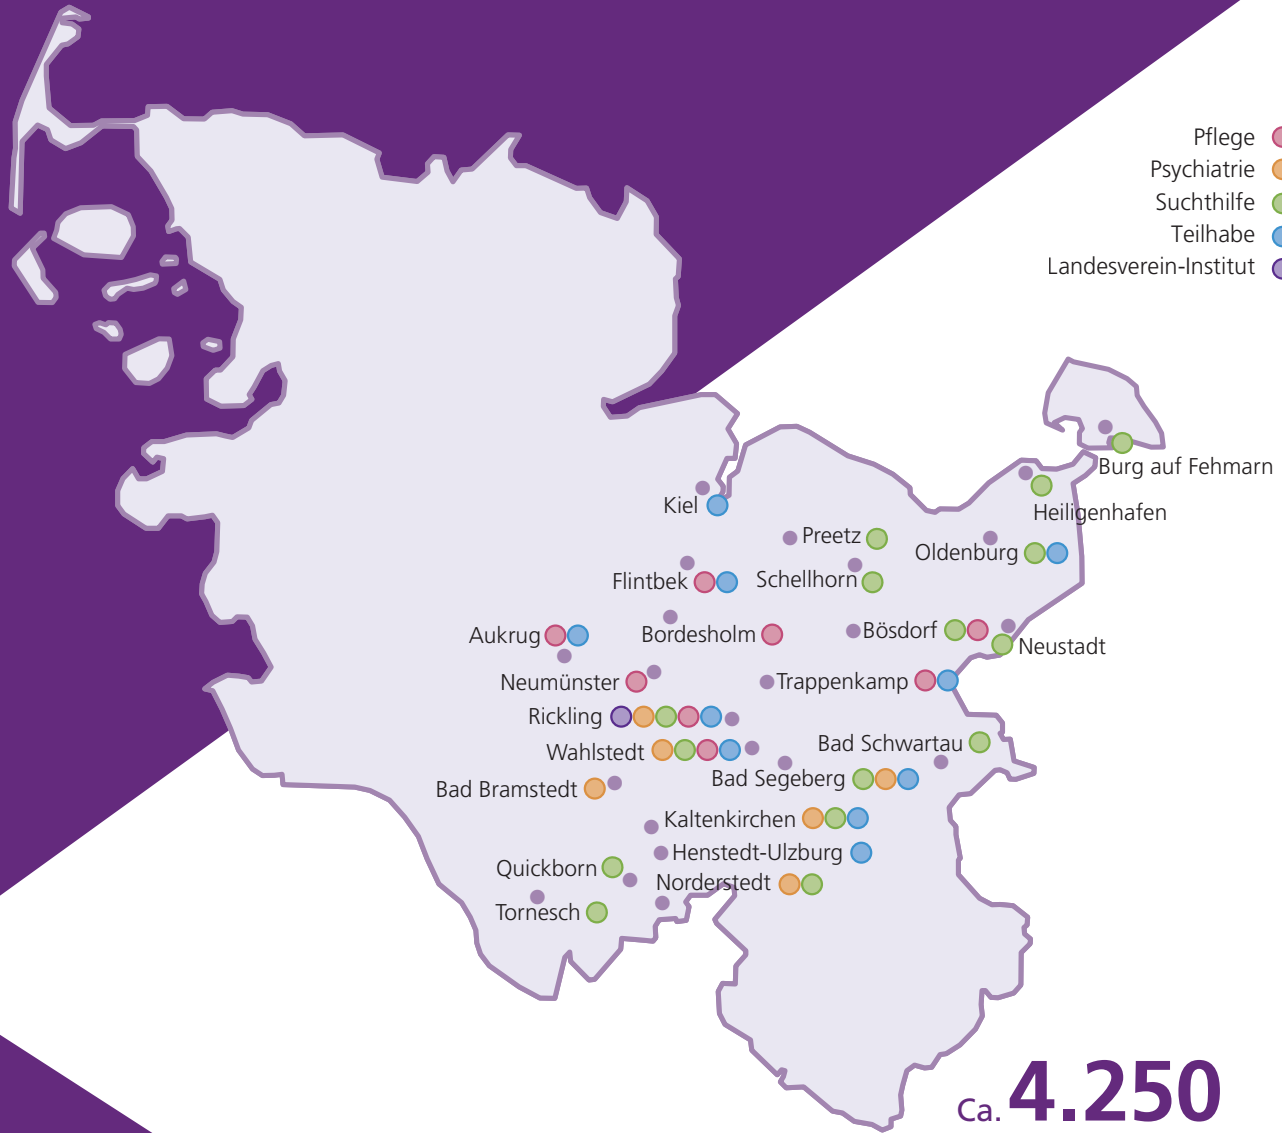 Pflege
Psychiatrie
Suchthilfe
Teilhabe
Landesverein-Institut
Burg auf Fehmarn
Kiel
Heiligenhafen
Preetz
Oldenburg
Flintbek
Schellhorn
Aukrug
Bordesholm
Bösdorf
Neustadt
Neumünster
Trappenkamp
Rickling
Wahlstedt
Bad Schwartau
Bad Segeberg
Bad Bramstedt
Kaltenkirchen
Henstedt-Ulzburg
Quickborn
Norderstedt
Tornesch
Ca. 4.250